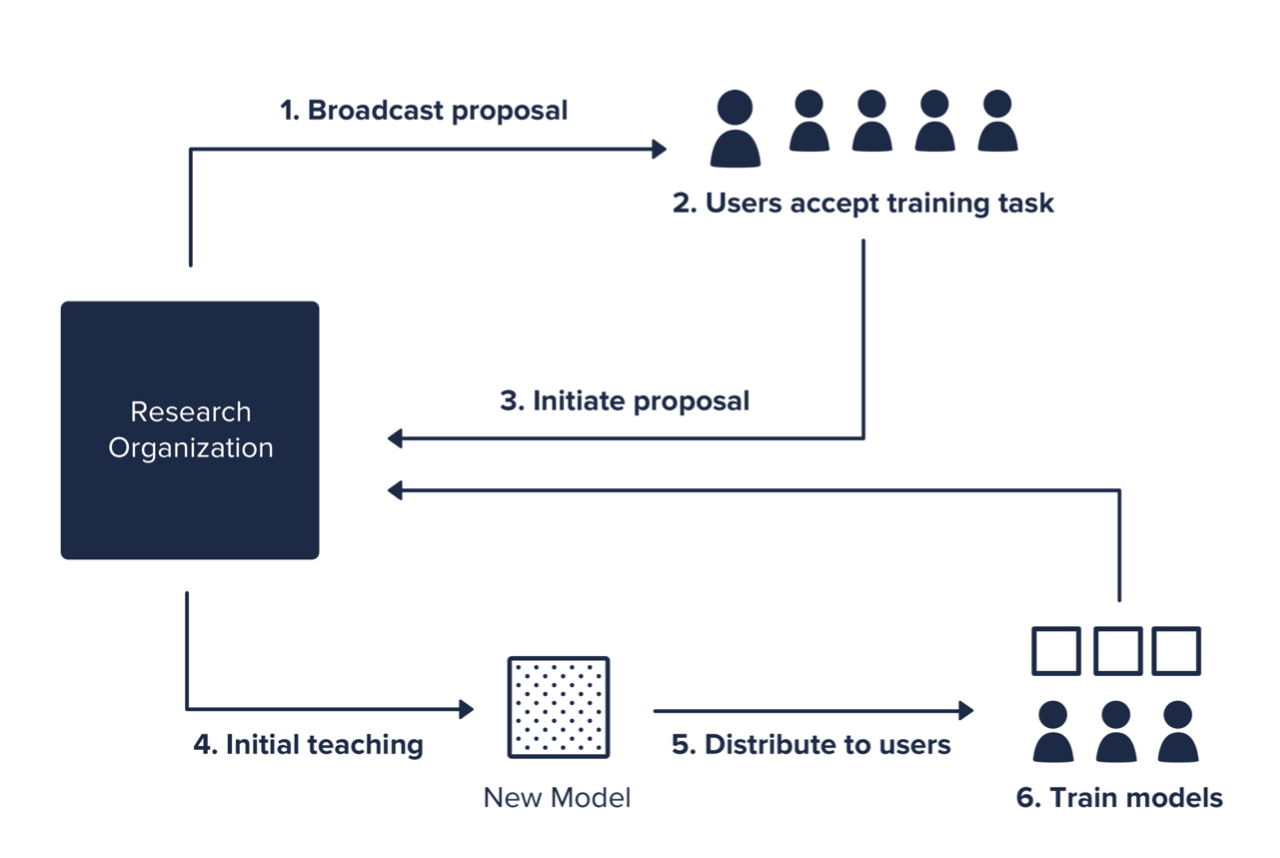 1. Broadcast proposal
2. Users accept training task
3. Initiate proposal
Research
Organization
4. Initial teaching
5. Distribute to users
New Model
6. Train models